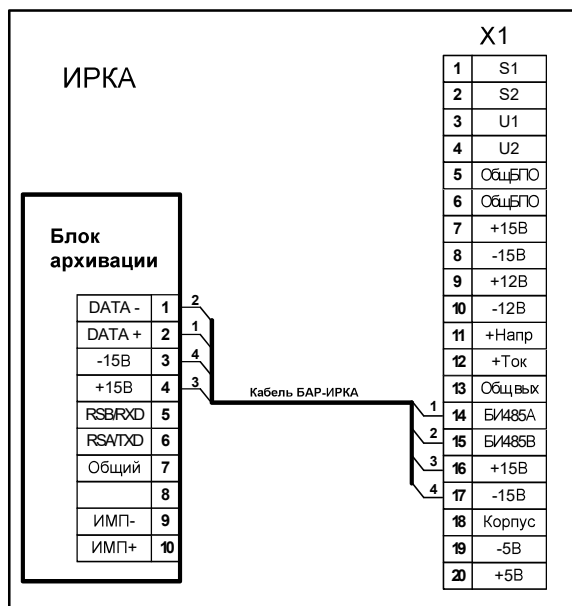 ИРКА
X1
1 S1
2 S2
3 U1
4 U2
5 ОбщБПО
6 ОбщБПО
7 +15В
8 -15В
9 +12В
10 -12В
11 +Напр
12 +Ток
13 Общвых
14 БИ485А
15 БИ485В
16 +15В
17 -15В
18 Корпус
19 -5В
20 +5В
Блок
архивации
DATA - 1 2
DATA + 2 1
-15В 3 4
+15В 4 3
RSB/RXD 5
RSA/TXD 6
Общий 7
8
ИМП- 9
ИМП+ 10
Кабель БАР-ИРКА
1
2
3
4